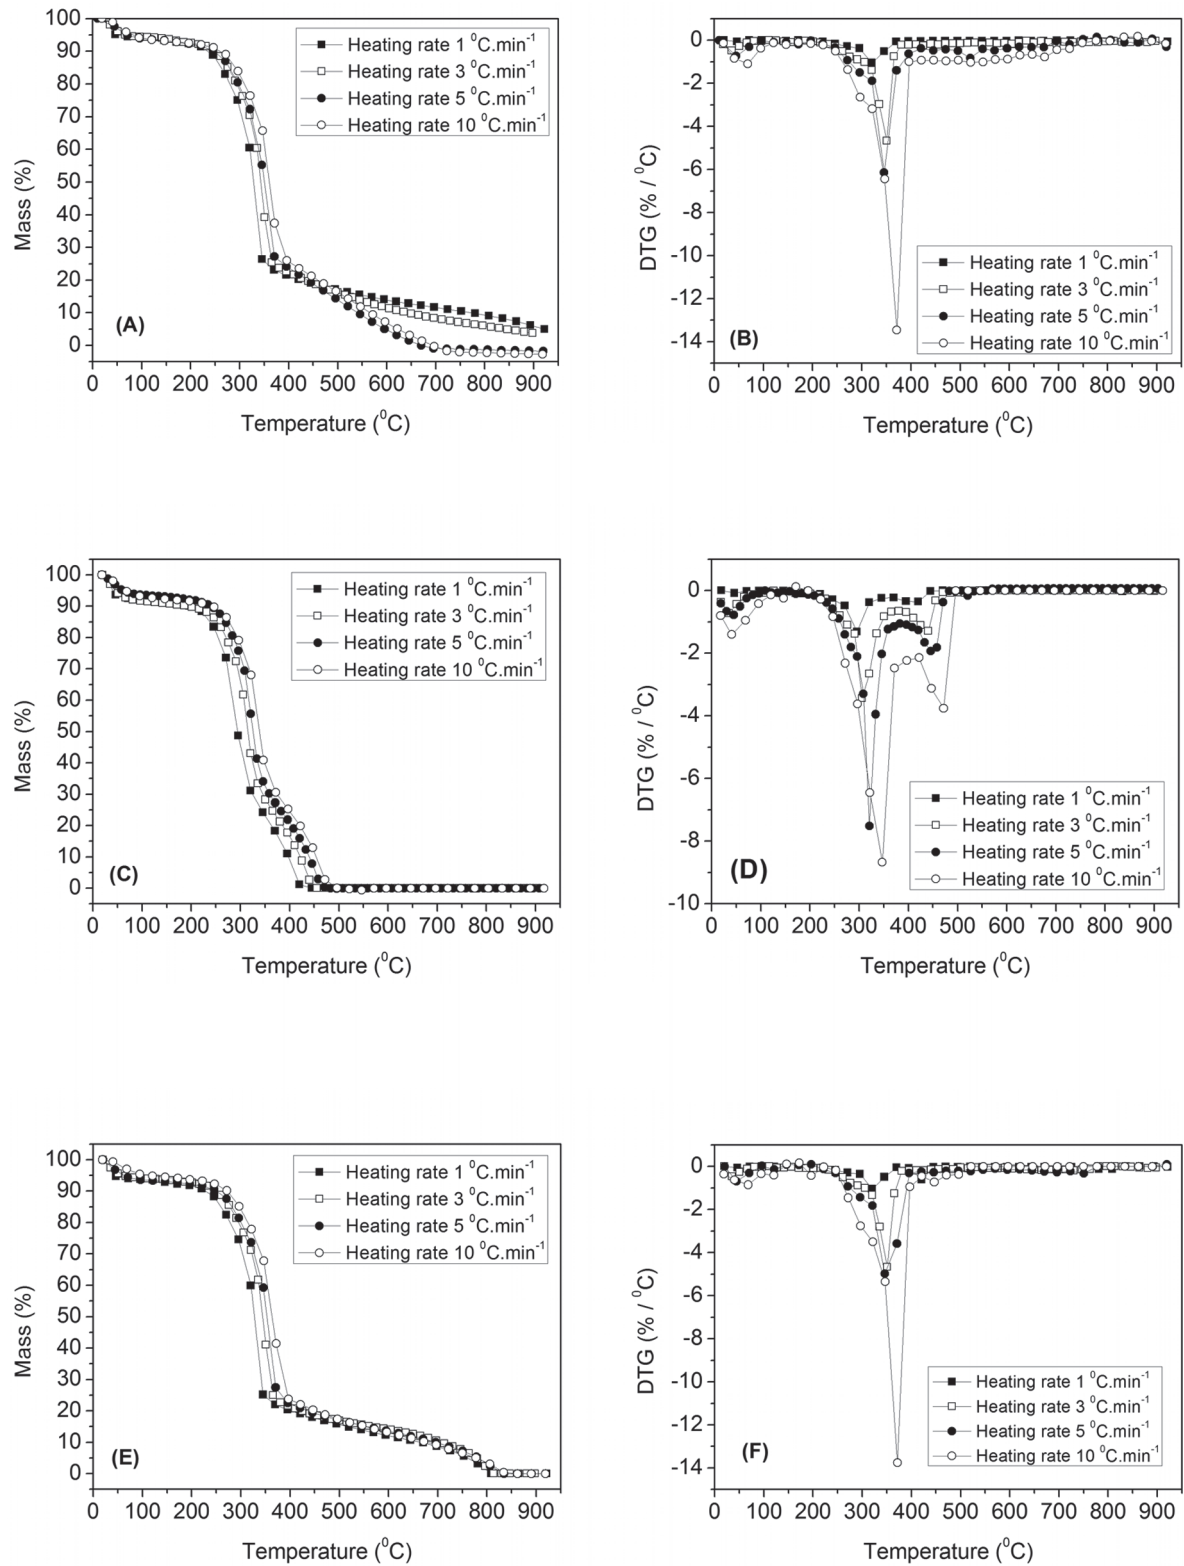 100
90
80
70
60
50
40
30
20
10
0
Mass (%)
Heating rate 1 ⁰C.min⁻¹
Heating rate 3 ⁰C.min⁻¹
Heating rate 5 ⁰C.min⁻¹
Heating rate 10 ⁰C.min⁻¹
(A)
0 100 200 300 400 500 600 700 800 900
Temperature (⁰C)
0
-2
-4
-6
-8
-10
-12
-14
DTG (% / ⁰C)
Heating rate 1 ⁰C.min⁻¹
Heating rate 3 ⁰C.min⁻¹
Heating rate 5 ⁰C.min⁻¹
Heating rate 10 ⁰C.min⁻¹
(B)
0 100 200 300 400 500 600 700 800 900
Temperature (⁰C)
100
90
80
70
60
50
40
30
20
10
0
Mass (%)
Heating rate 1 ⁰C.min⁻¹
Heating rate 3 ⁰C.min⁻¹
Heating rate 5 ⁰C.min⁻¹
Heating rate 10 ⁰C.min⁻¹
(C)
0 100 200 300 400 500 600 700 800 900
Temperature (⁰C)
0
-2
-4
-6
-8
-10
DTG (% / ⁰C)
Heating rate 1 ⁰C.min⁻¹
Heating rate 3 ⁰C.min⁻¹
Heating rate 5 ⁰C.min⁻¹
Heating rate 10 ⁰C.min⁻¹
(D)
0 100 200 300 400 500 600 700 800 900
Temperature (⁰C)
100
90
80
70
60
50
40
30
20
10
0
Mass (%)
Heating rate 1 ⁰C.min⁻¹
Heating rate 3 ⁰C.min⁻¹
Heating rate 5 ⁰C.min⁻¹
Heating rate 10 ⁰C.min⁻¹
(E)
0 100 200 300 400 500 600 700 800 900
Temperature (⁰C)
0
-2
-4
-6
-8
-10
-12
-14
DTG (% / ⁰C)
Heating rate 1 ⁰C.min⁻¹
Heating rate 3 ⁰C.min⁻¹
Heating rate 5 ⁰C.min⁻¹
Heating rate 10 ⁰C.min⁻¹
(F)
0 100 200 300 400 500 600 700 800 900
Temperature (⁰C)